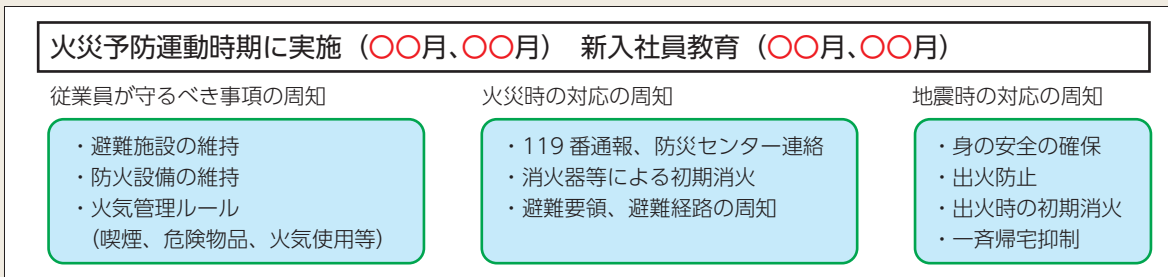 火災予防運動時期に実施（〇〇月、〇〇月） 新入社員教育（〇〇月、〇〇月）
従業員が守るべき事項の周知
・避難施設の維持
・防火設備の維持
・火気管理ルール
（喫煙、危険物品、火気使用等）
火災時の対応の周知
・119 番通報、防災センター連絡
・消火器等による初期消火
・避難要領、避難経路の周知
地震時の対応の周知
・身の安全の確保
・出火防止
・出火時の初期消火
・一斉帰宅抑制